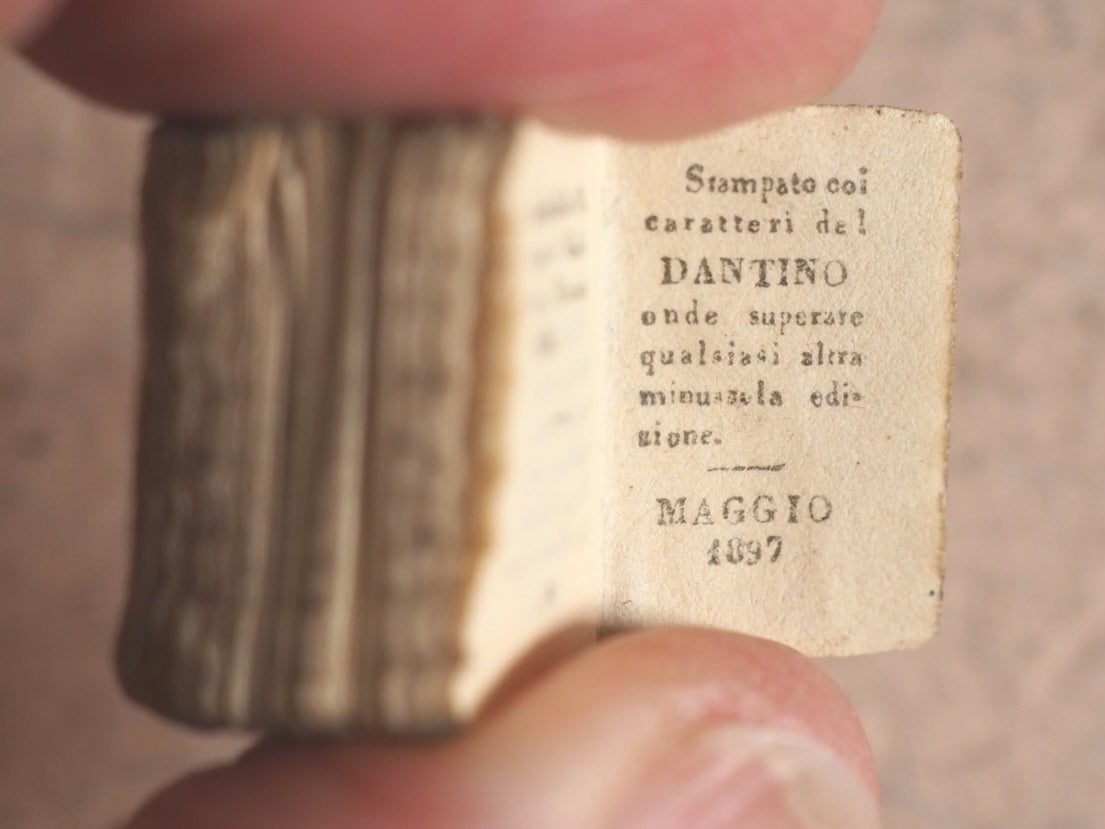 Stampato coi
caratteri del
DANTINO
onde superare
qualsiasi altra
minuscola edi-
zione.
MAGGIO
1897